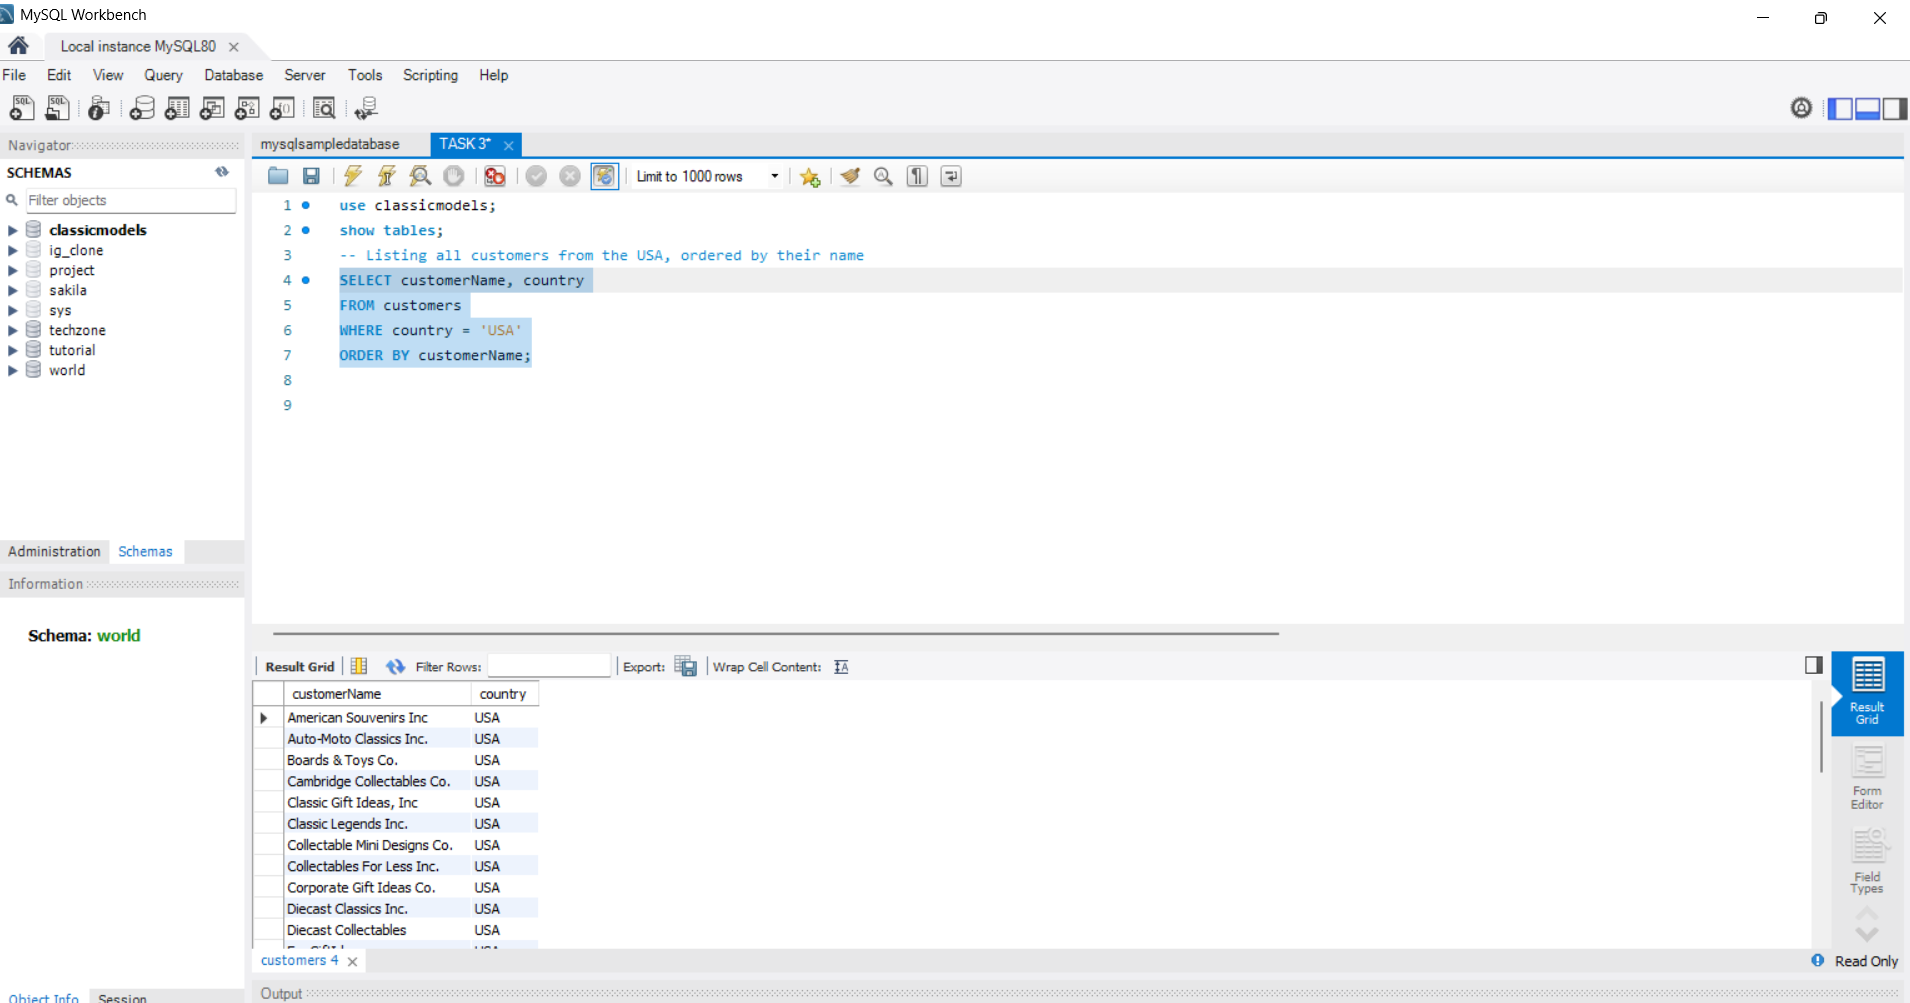 MySQL Workbench
Local instance MySQL80
File Edit View Query Database Server Tools Scripting Help
Navigator
SCHEMAS
Filter objects
classicmodels
ig_clone
project
sakila
sys
techzone
tutorial
world
Administration Schemas
Information
Schema: world
Object Info Session
mysqlsampledatabase TASK 3*
Limit to 1000 rows
1 use classicmodels;
2 show tables;
3 -- Listing all customers from the USA, ordered by their name
4 SELECT customerName, country
5 FROM customers
6 WHERE country = 'USA'
7 ORDER BY customerName;
8
9
Result Grid Filter Rows: Export: Wrap Cell Content:
customerName country
American Souvenirs Inc USA
Auto-Moto Classics Inc. USA
Boards & Toys Co. USA
Cambridge Collectables Co. USA
Classic Gift Ideas, Inc USA
Classic Legends Inc. USA
Collectable Mini Designs Co. USA
Collectables For Less Inc. USA
Corporate Gift Ideas Co. USA
Diecast Classics Inc. USA
Diecast Collectables USA
Result
Grid
Form
Editor
Field
Types
customers 4
Read Only
Output